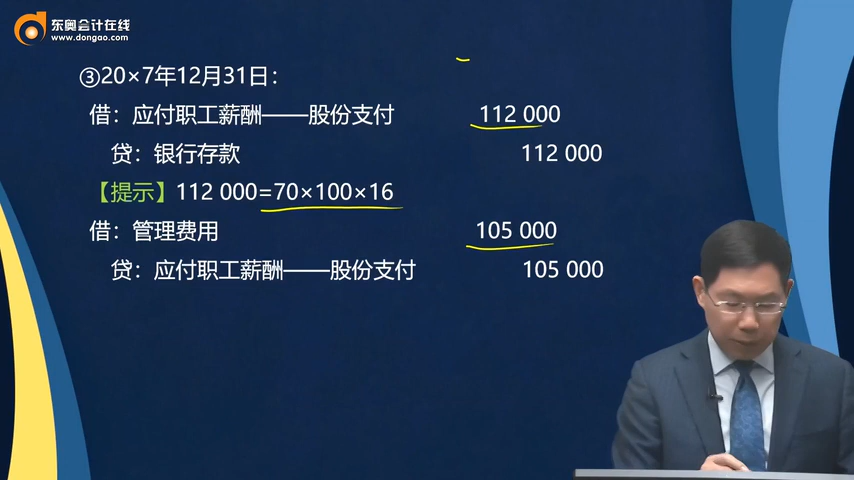 东奥会计在线
www.dongao.com
③20×7年12月31日：
借：应付职工薪酬——股份支付 112 000
贷：银行存款 112 000
【提示】112 000=70×100×16
借：管理费用 105 000
贷：应付职工薪酬——股份支付 105 000